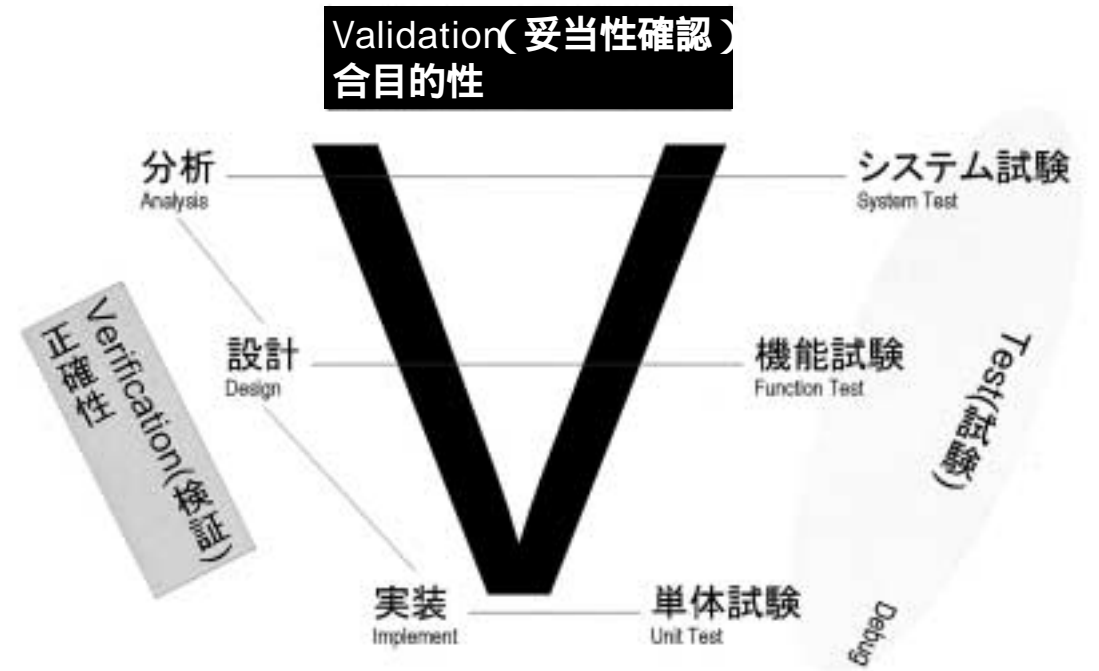 Validation(妥当性確認)
合目的性
分析
Analysis
システム試験
System Test
Verification(検証)
正確性
設計
Design
機能試験
Function Test
Test(試験)
実装
Implement
単体試験
Unit Test
Debug